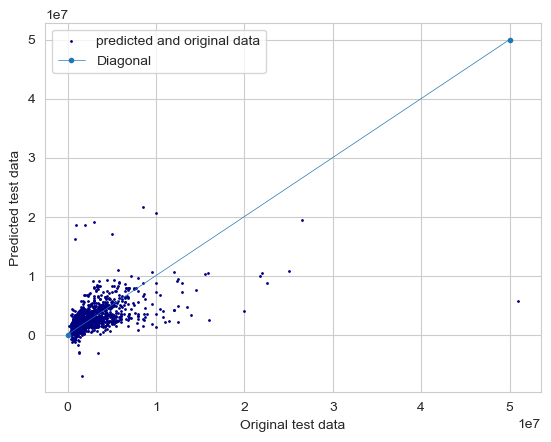 1e7
predicted and original data
Diagonal
5
4
3
2
1
0
Predicted test data
0
1
2
3
4
5
1e7
Original test data